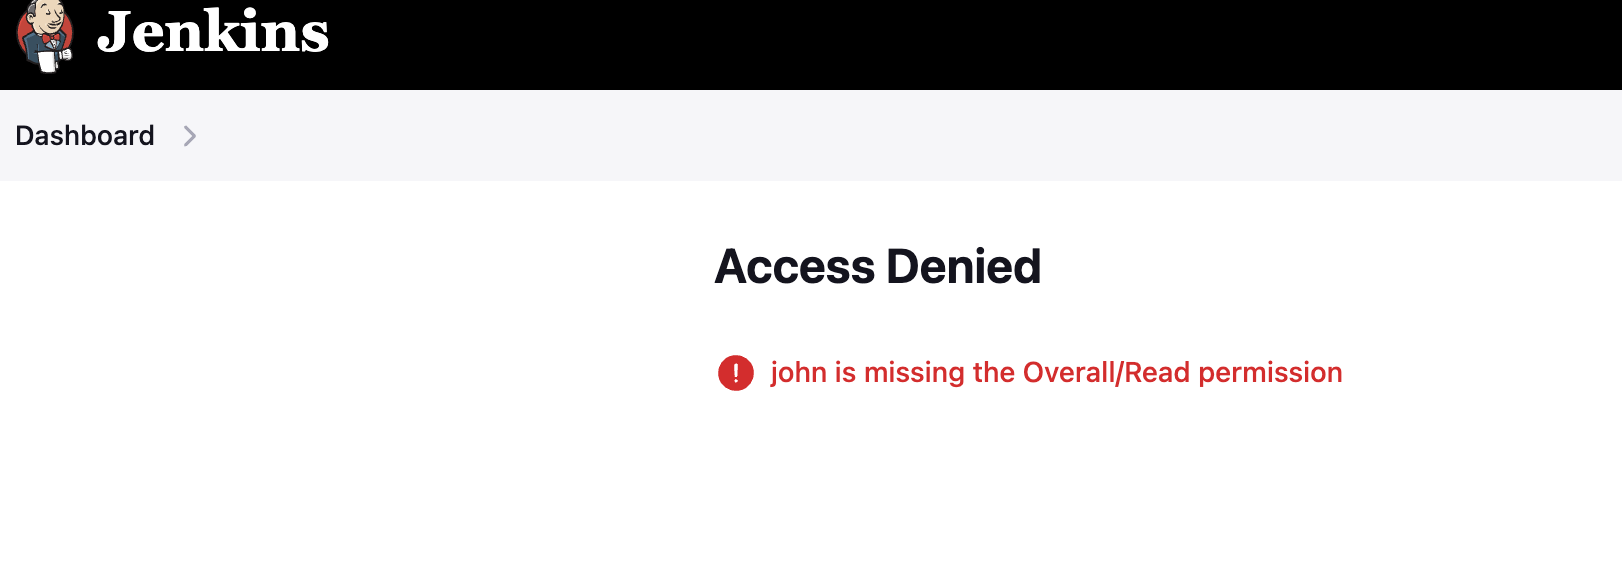 Jenkins
Dashboard
Access Denied
john is missing the Overall/Read permission